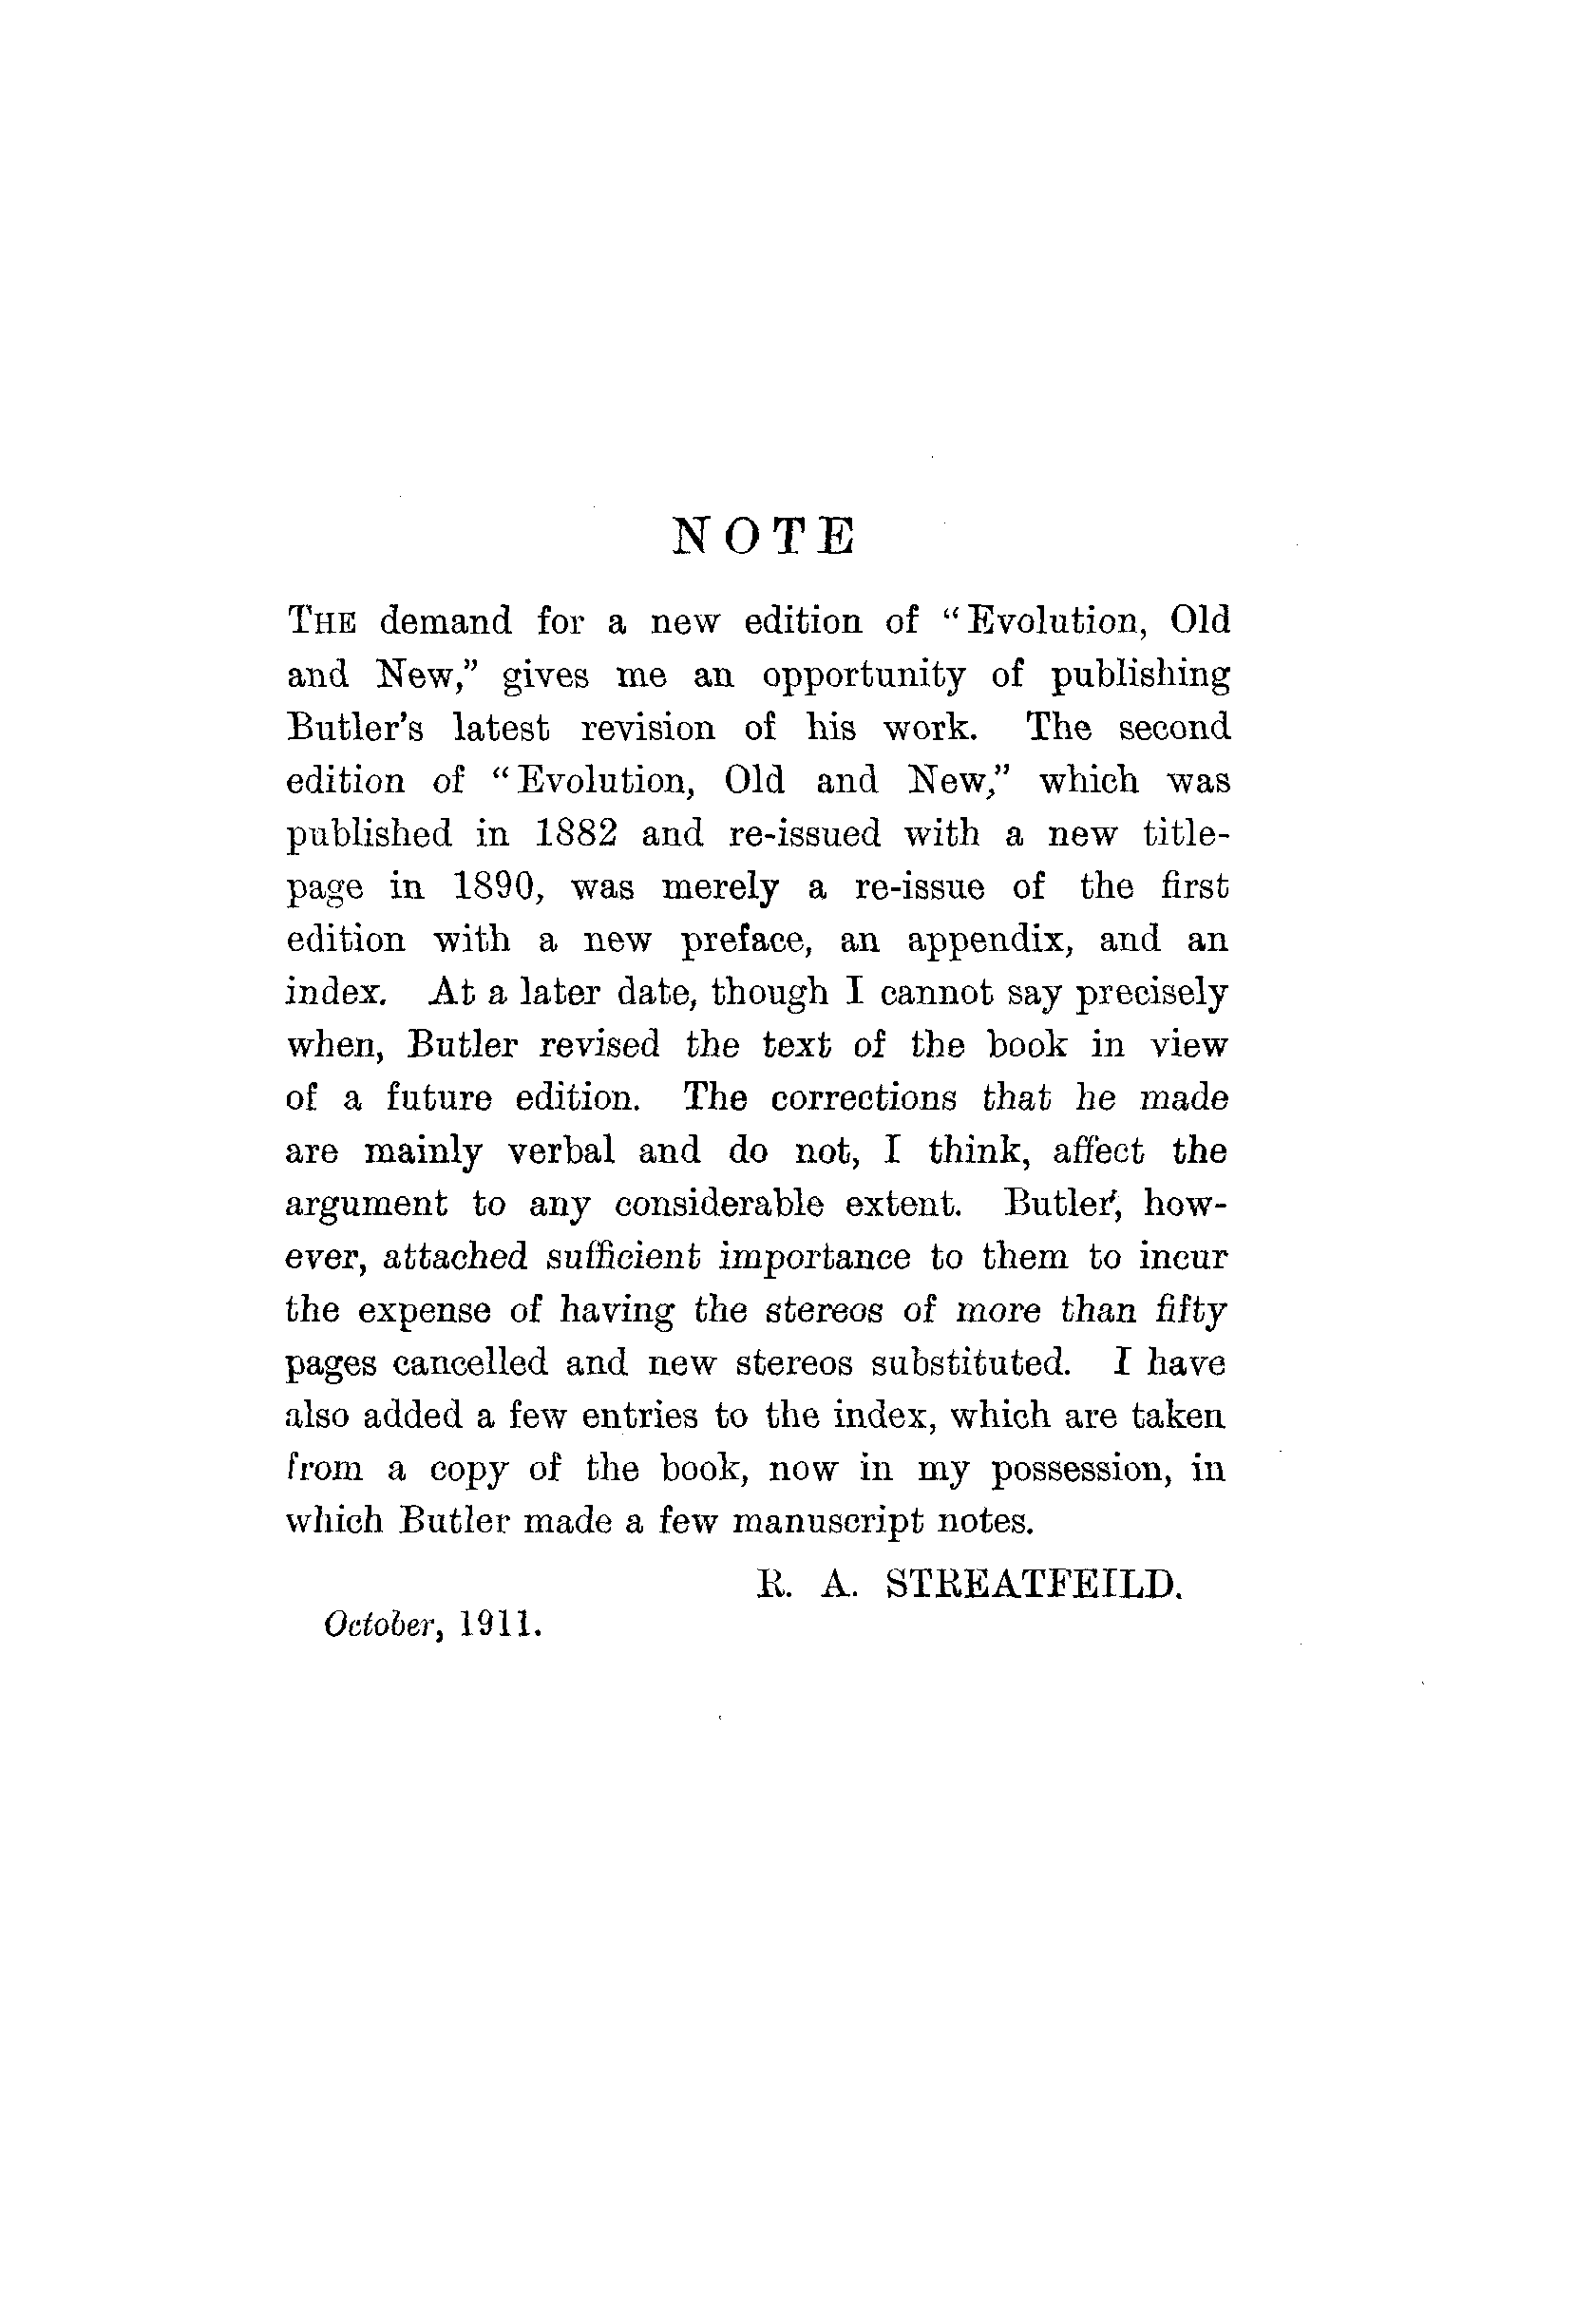 NOTE
THE demand for a new edition of “Evolution, Old
and New,” gives me an opportunity of publishing
Butler’s latest revision of his work. The second
edition of “Evolution, Old and New,” which was
published in 1882 and re-issued with a new title-
page in 1890, was merely a re-issue of the first
edition with a new preface, an appendix, and an
index. At a later date, though I cannot say precisely
when, Butler revised the text of the book in view
of a future edition. The corrections that he made
are mainly verbal and do not, I think, affect the
argument to any considerable extent. Butler, how-
ever, attached sufficient importance to them to incur
the expense of having the stereos of more than fifty
pages cancelled and new stereos substituted. I have
also added a few entries to the index, which are taken
from a copy of the book, now in my possession, in
which Butler made a few manuscript notes.
R. A. STREATFEILD.
October, 1911.